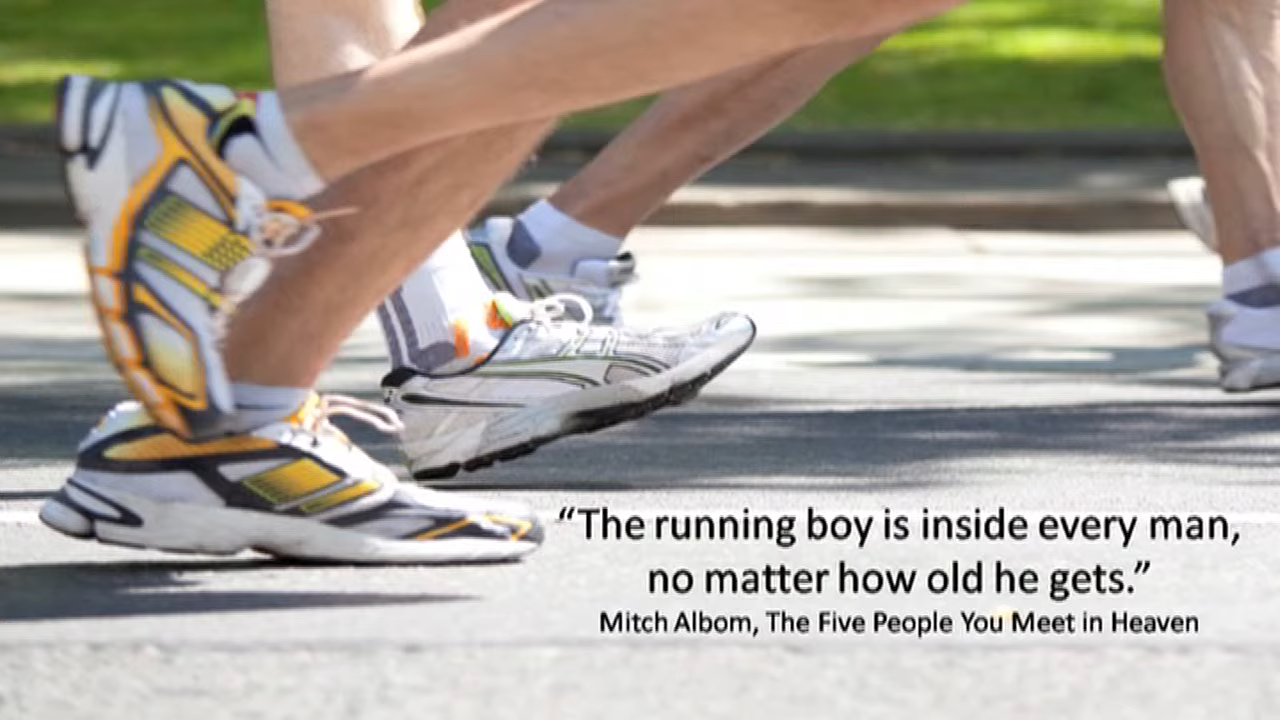 “The running boy is inside every man,
no matter how old he gets.”
Mitch Albom, The Five People You Meet in Heaven